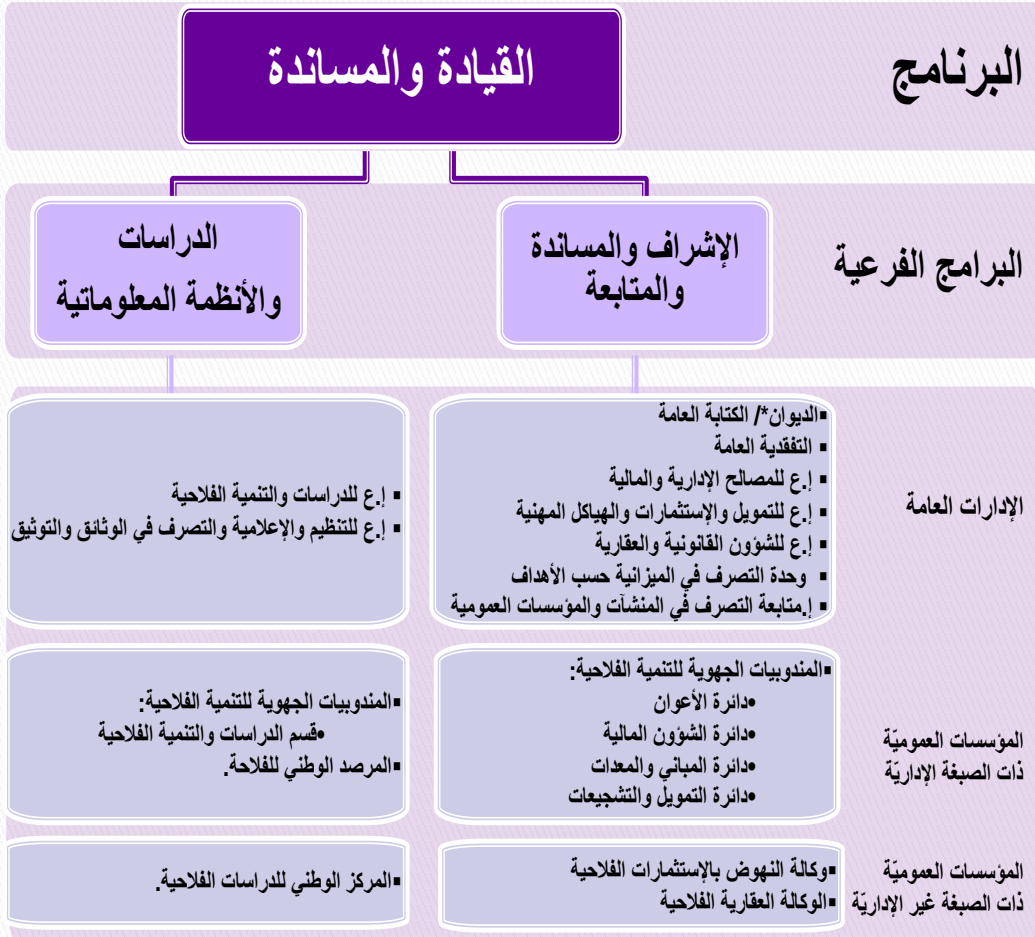 البرنامج
القيادة والمساندة
البرامج الفرعية
الإشراف والمساندة
والمتابعة
الدراسات
والأنظمة المعلوماتية
الإدارات العامة
▪الديوان*/ الكتابة العامة
▪ التفقدية العامة
▪ إ.ع للمصالح الإدارية والمالية
▪ إ.ع للتمويل والإستثمارات والهياكل المهنية
▪ إ.ع للشؤون القانونية والعقارية
▪ وحدة التصرف في الميزانية حسب الأهداف
▪ إ.متابعة التصرف في المنشآت والمؤسسات العمومية
▪ إ.ع للدراسات والتنمية الفلاحية
▪ إ.ع للتنظيم والإعلامية والتصرف في الوثائق والتوثيق
المؤسسات العموميّة
ذات الصبغة الإداريّة
▪المندوبيات الجهوية للتنمية الفلاحية:
•دائرة الأعوان
•دائرة الشؤون المالية
•دائرة المباني والمعدات
•دائرة التمويل والتشجيعات
▪المندوبيات الجهوية للتنمية الفلاحية:
•قسم الدراسات والتنمية الفلاحية
▪المرصد الوطني للفلاحة.
المؤسسات العموميّة
ذات الصبغة غير الإداريّة
▪وكالة النهوض بالإستثمارات الفلاحية
▪الوكالة العقارية الفلاحية
▪المركز الوطني للدراسات الفلاحية.